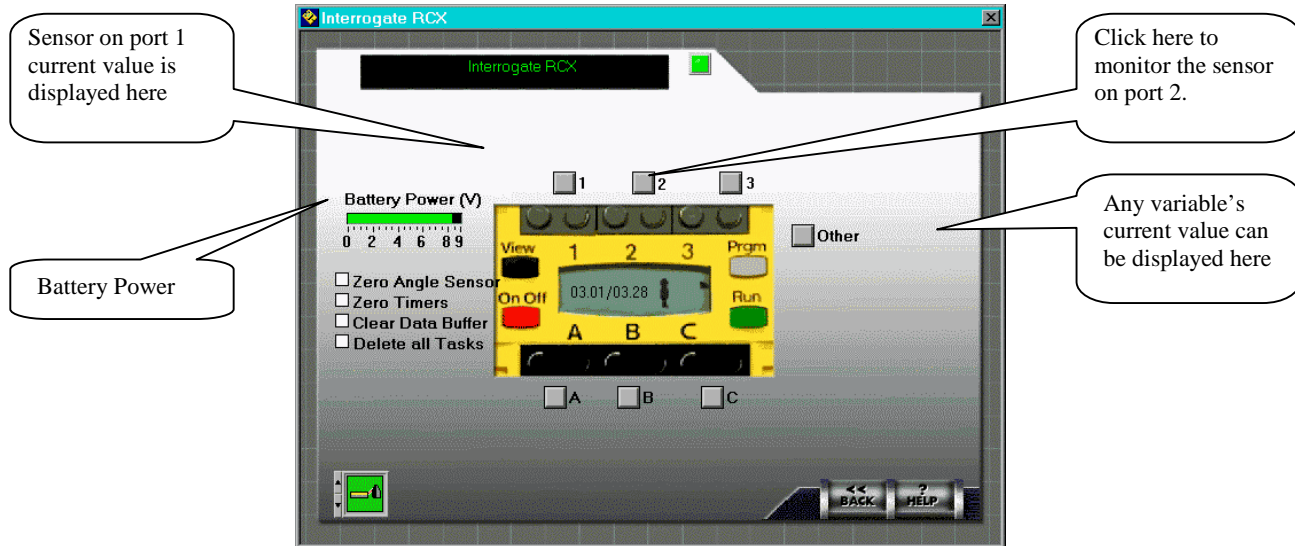 Interrogate RCX
Sensor on port 1
current value is
displayed here
Click here to
monitor the sensor
on port 2.
Interrogate RCX
1 2 3
Battery Power (V)
0 2 4 6 8 9
Battery Power
Any variable's
current value can
be displayed here
Other
View 1 2 3 Prgm
03.01/03.28
On Off Run
A B C
Zero Angle Sensor
Zero Timers
Clear Data Buffer
Delete all Tasks
A B C
<< BACK
? HELP